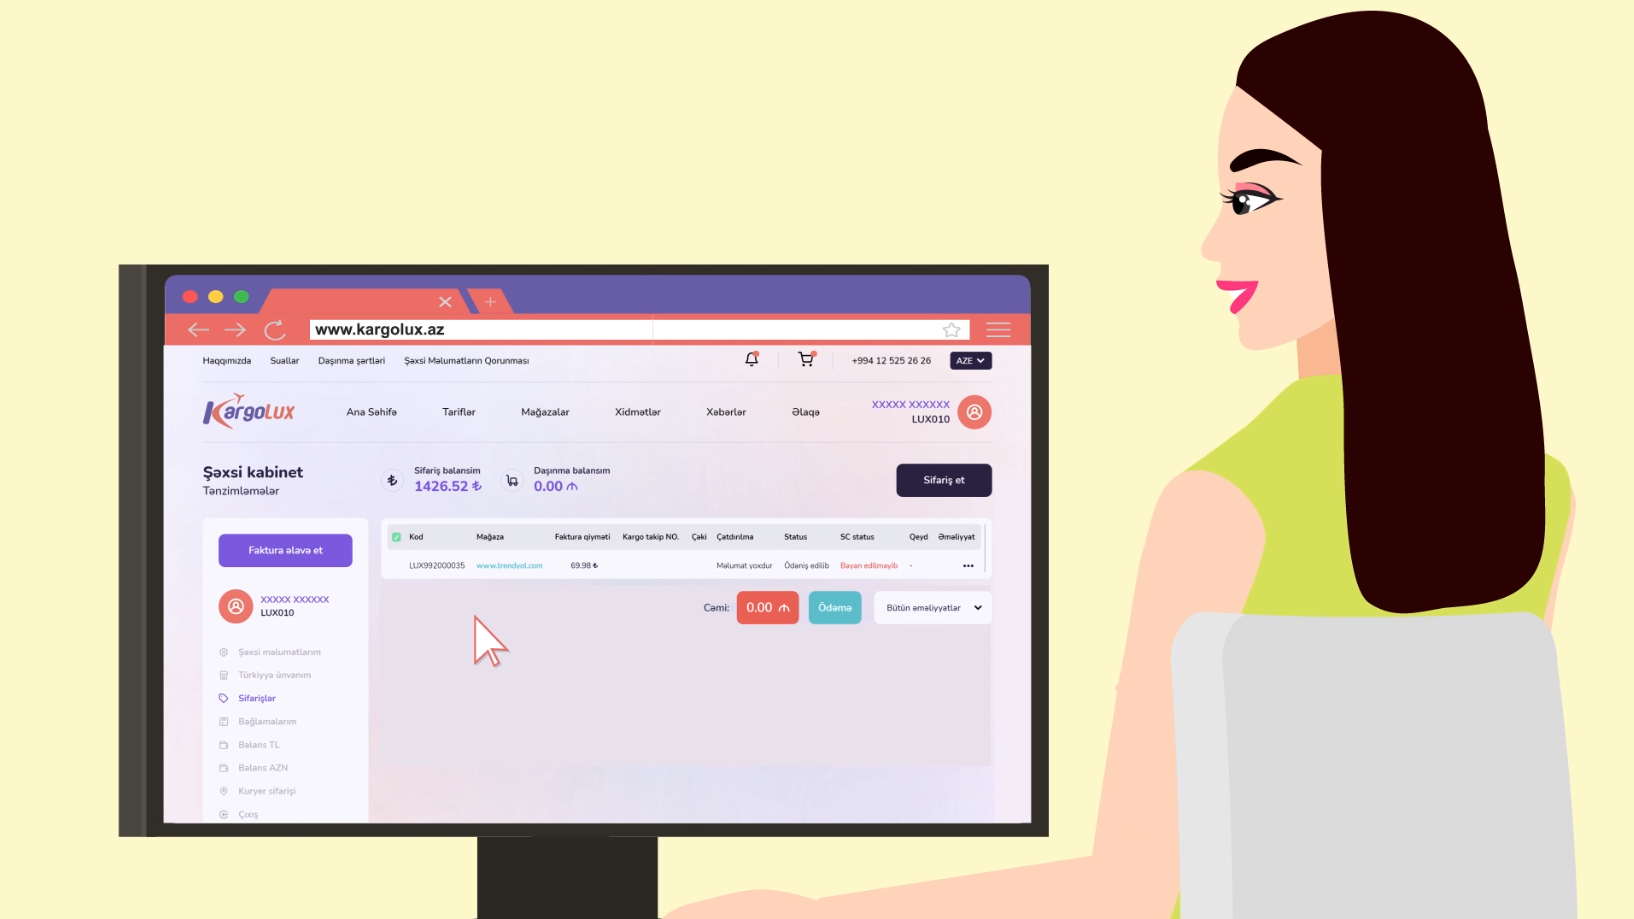 www.kargolux.az
Haqqımızda Suallar Daşınma şərtləri Şəxsi Məlumatların Qorunması +994 12 525 26 26 AZE
KargoLUX Ana Səhifə Tariflər Mağazalar Xidmətlər Xəbərlər Əlaqə XXXXX XXXXXX
LUX010
Şəxsi kabinet
Tənzimləmələr
Sifariş balansim
1426.52 ₺
Daşınma balansım
0.00 ₼
Sifariş et
Faktura əlavə et
XXXXX XXXXXX
LUX010
Şəxsi məlumatlarım
Türkiyyə ünvanım
Sifarişlər
Bağlamalarım
Balans TL
Balans AZN
Kuryer sifarişi
Çıxış
Kod Mağaza Faktura qiyməti Kargo takip NO. Çəki Çatdırılma Status SC status Qeyd Əməliyyat
LUX992000035 www.trendyol.com 69.98 ₺ Məlumat yoxdur Ödəniş edilib Bəyan edilməyib - •••
Cəmi: 0.00 ₼ Ödəmə Bütün əməliyyatlar